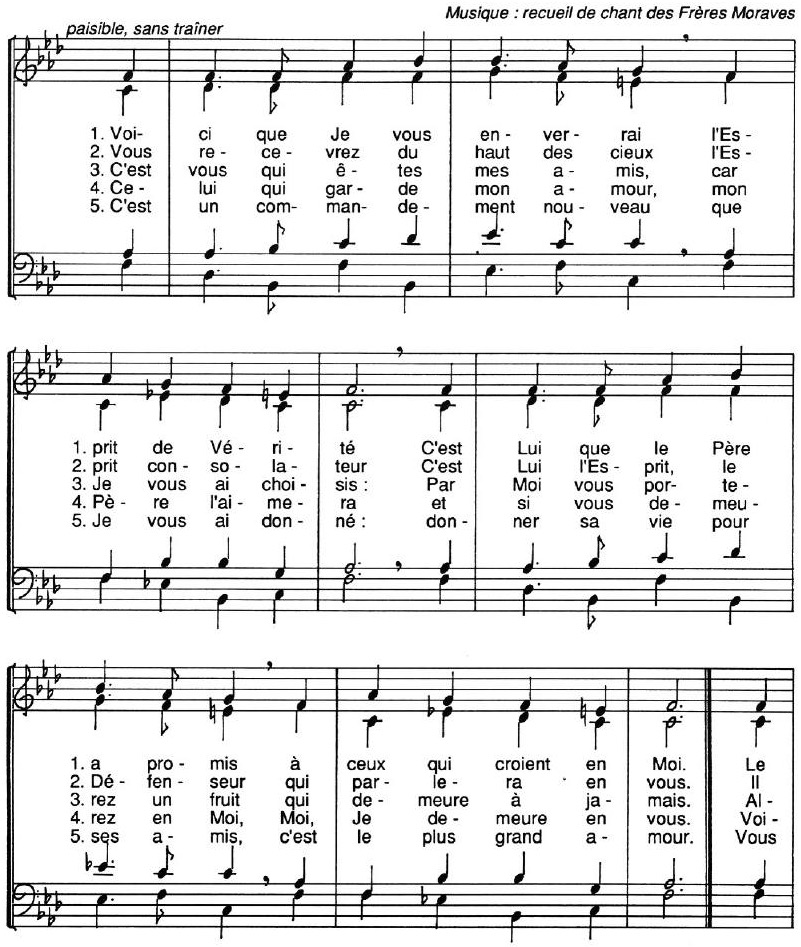 Musique : recueil de chant des Frères Moraves
paisible, sans traîner
1. Voi- ci que Je vous en - ver - rai l'Es -
2. Vous re - ce - vrez du haut des cieux l'Es -
3. C'est vous qui ê - tes mes a - mis, car
4. Ce - lui qui gar - de mon a - mour, mon
5. C'est un com- man- de - ment nou - veau que
1. prit de Vé - ri - té C'est Lui que le Père
2. prit con - so - la - teur C'est Lui l'Es - prit, le
3. Je vous ai choi - sis : Par Moi vous por- te -
4. Pè - re l'ai - me - ra et si vous de - meu -
5. Je vous ai don - né : don - ner sa vie pour
1. a pro - mis à ceux qui croient en Moi. Le
2. Dé - fen - seur qui par - le - ra en vous. Il
3. rez un fruit qui de - meure à ja - mais. Al -
4. rez en Moi, Moi, Je de - meure en vous. Voi -
5. ses a - mis, c'est le plus grand a - mour. Vous